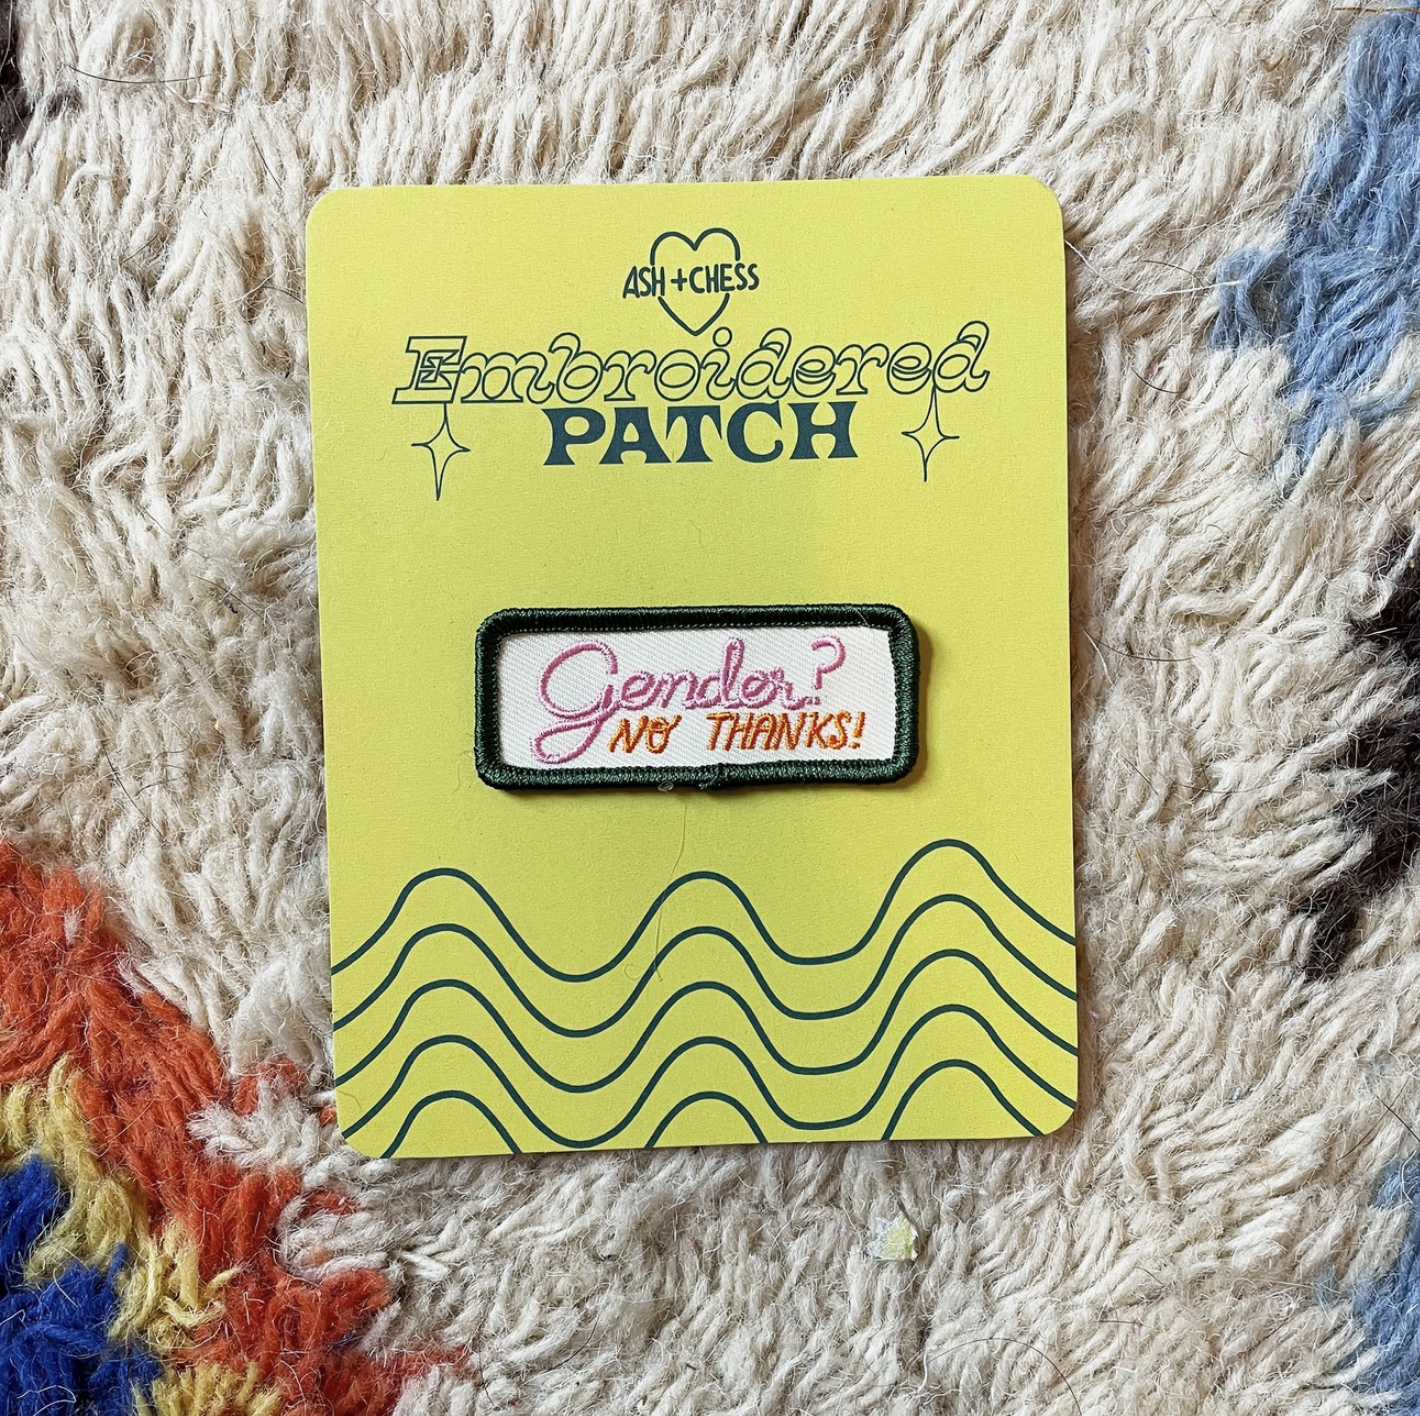 ASH + CHESS
Embroidered
PATCH
Gender?
NO THANKS!